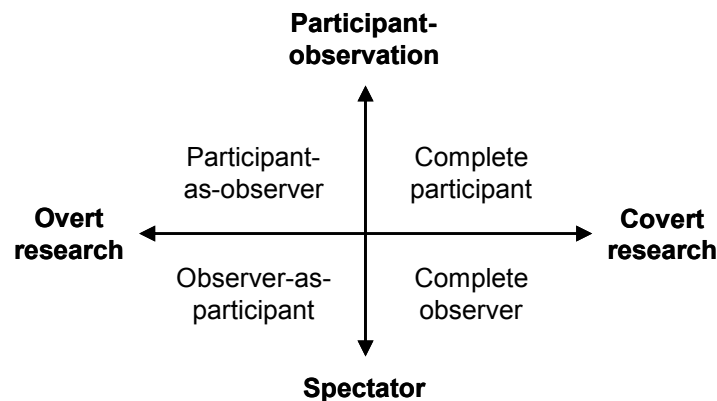 Participant-
observation
Participant-
as-observer
Complete
participant
Overt
research
Covert
research
Observer-as-
participant
Complete
observer
Spectator